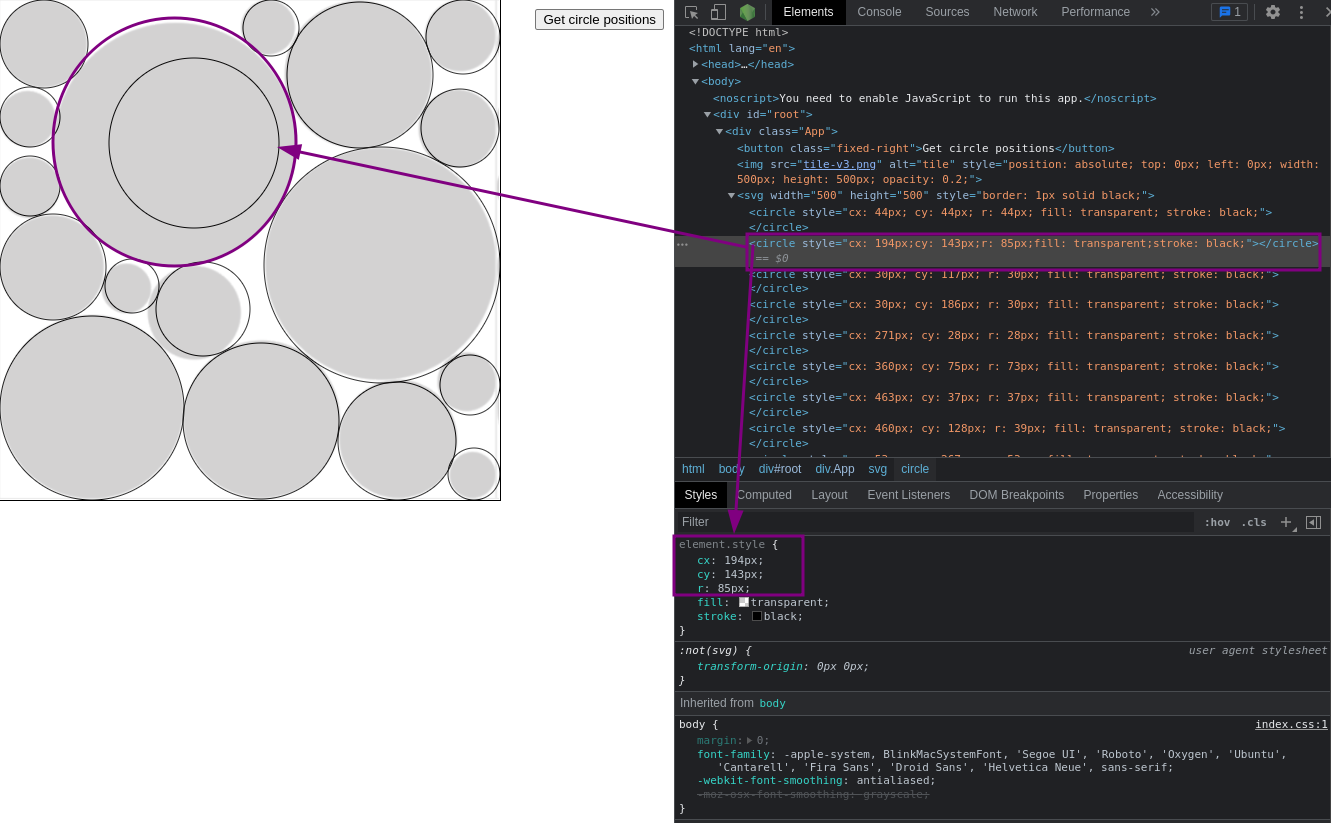 Get circle positions
Elements Console Sources Network Performance » 1
<!DOCTYPE html>
<html lang="en">
<head>…</head>
<body>
<noscript>You need to enable JavaScript to run this app.</noscript>
<div id="root">
<div class="App">
<button class="fixed-right">Get circle positions</button>
<img src="tile-v3.png" alt="tile" style="position: absolute; top: 0px; left: 0px; width:
500px; height: 500px; opacity: 0.2;">
<svg width="500" height="500" style="border: 1px solid black;">
<circle style="cx: 44px; cy: 44px; r: 44px; fill: transparent; stroke: black;">
</circle>
<circle style="cx: 194px;cy: 143px;r: 85px;fill: transparent;stroke: black;"></circle>
== $0
<circle style="cx: 30px; cy: 117px; r: 30px; fill: transparent; stroke: black;">
</circle>
<circle style="cx: 30px; cy: 186px; r: 30px; fill: transparent; stroke: black;">
</circle>
<circle style="cx: 271px; cy: 28px; r: 28px; fill: transparent; stroke: black;">
</circle>
<circle style="cx: 360px; cy: 75px; r: 73px; fill: transparent; stroke: black;">
</circle>
<circle style="cx: 463px; cy: 37px; r: 37px; fill: transparent; stroke: black;">
</circle>
<circle style="cx: 460px; cy: 128px; r: 39px; fill: transparent; stroke: black;">
</circle>
html body div#root div.App svg circle
Styles Computed Layout Event Listeners DOM Breakpoints Properties Accessibility
Filter :hov .cls
element.style {
cx: 194px;
cy: 143px;
r: 85px;
fill: transparent;
stroke: black;
}
:not(svg) { user agent stylesheet
transform-origin: 0px 0px;
}
Inherited from body
body { index.css:1
margin: 0;
font-family: -apple-system, BlinkMacSystemFont, 'Segoe UI', 'Roboto', 'Oxygen', 'Ubuntu',
'Cantarell', 'Fira Sans', 'Droid Sans', 'Helvetica Neue', sans-serif;
-webkit-font-smoothing: antialiased;
-moz-osx-font-smoothing: grayscale;
}